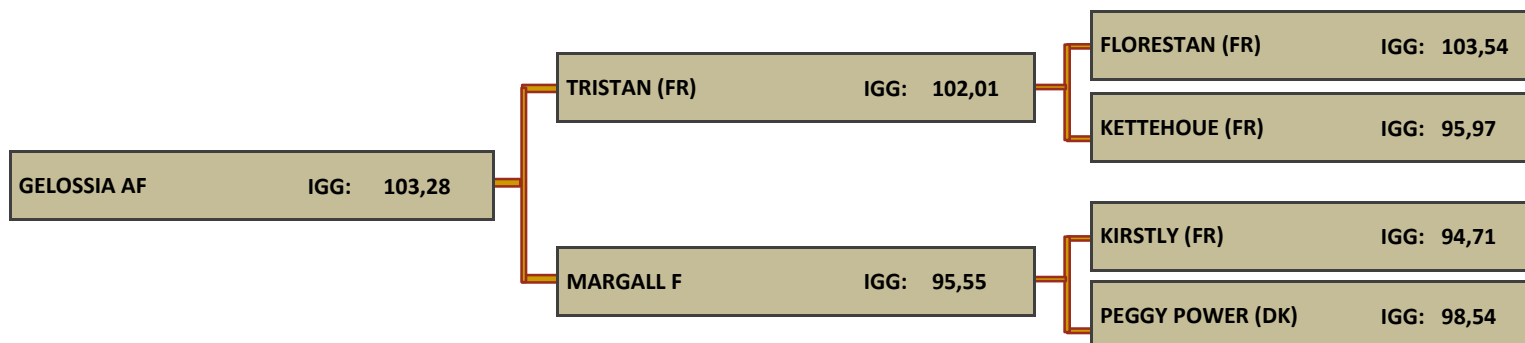 FLORESTAN (FR) IGG: 103,54
TRISTAN (FR) IGG: 102,01
KETTEHOUE (FR) IGG: 95,97
GELOSSIA AF IGG: 103,28
KIRSTLY (FR) IGG: 94,71
MARGALL F IGG: 95,55
PEGGY POWER (DK) IGG: 98,54